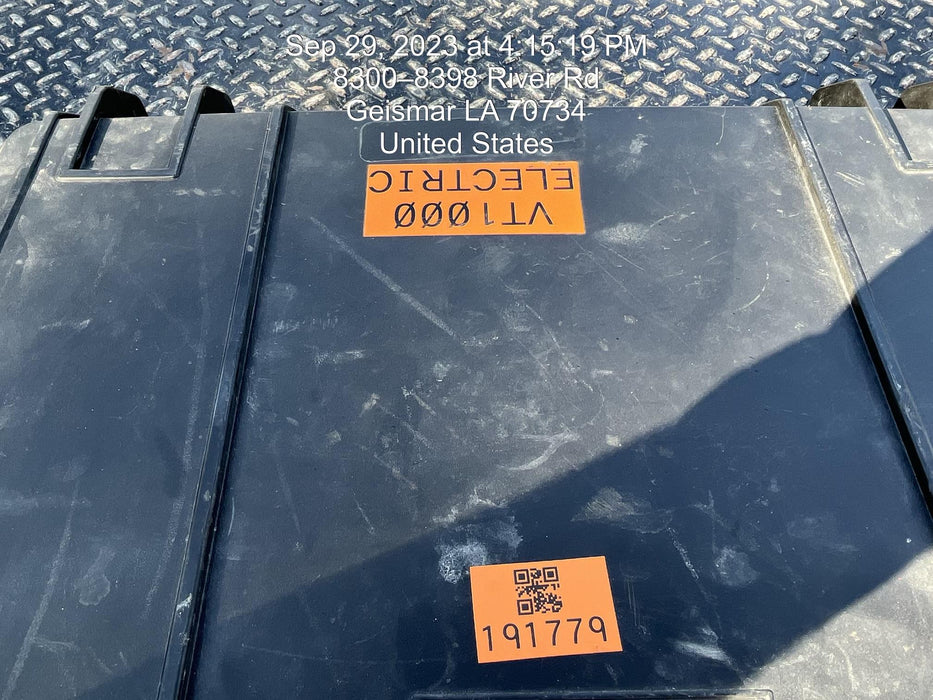 Sep 29, 2023 at 4:15:19 PM
8300–8398 River Rd
Geismar LA 70734
United States
VT1000
ELECTRIC
191779